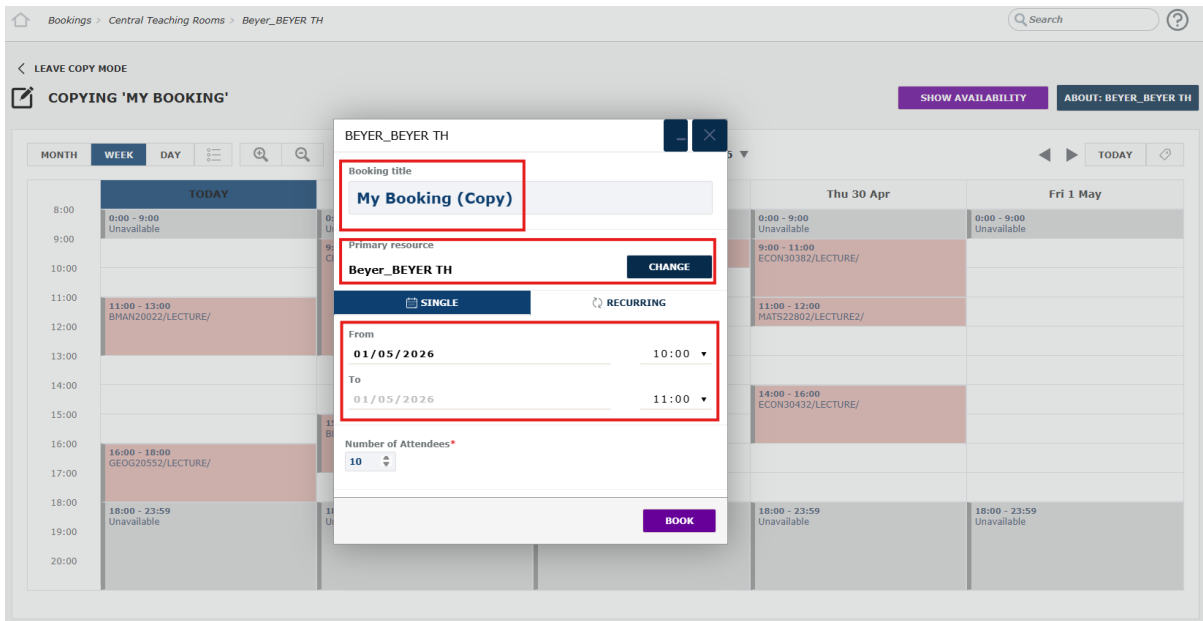 Bookings > Central Teaching Rooms > Beyer_BEYER TH
Search
?
LEAVE COPY MODE
COPYING 'MY BOOKING'
SHOW AVAILABILITY
ABOUT: BEYER_BEYER TH
MONTH WEEK DAY
TODAY
TODAY
Thu 30 Apr
Fri 1 May
8:00
9:00
10:00
11:00
12:00
13:00
14:00
15:00
16:00
17:00
18:00
19:00
20:00
0:00 - 9:00
Unavailable
11:00 - 13:00
BMAN20022/LECTURE/
16:00 - 18:00
GEOG20552/LECTURE/
18:00 - 23:59
Unavailable
BEYER_BEYER TH
Booking title
My Booking (Copy)
Primary resource
Beyer_BEYER TH
CHANGE
SINGLE
RECURRING
From
01/05/2026 10:00
To
01/05/2026 11:00
Number of Attendees*
10
BOOK
0:00 - 9:00
Unavailable
9:00 - 11:00
ECON30382/LECTURE/
11:00 - 12:00
MATS22802/LECTURE2/
14:00 - 16:00
ECON30432/LECTURE/
18:00 - 23:59
Unavailable
0:00 - 9:00
Unavailable
18:00 - 23:59
Unavailable